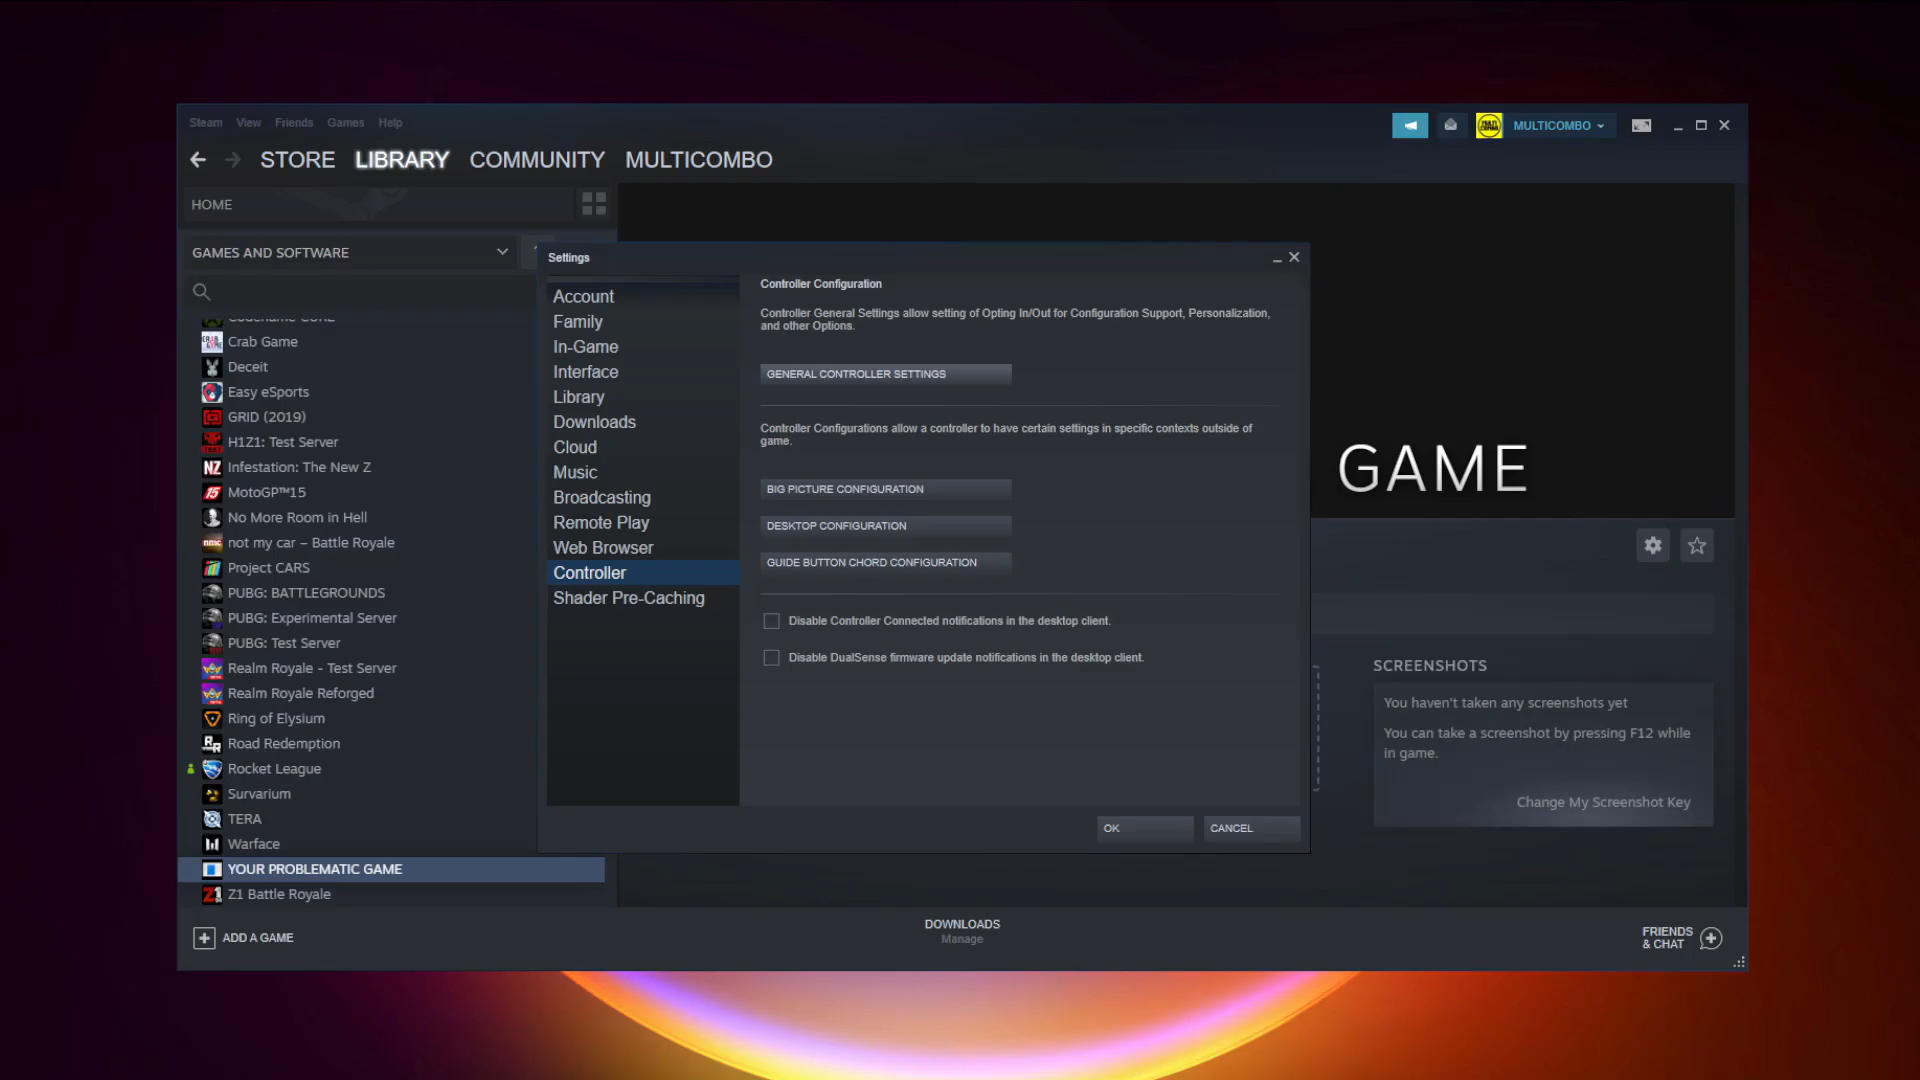 Steam View Friends Games Help
MULTICOMBO
STORE LIBRARY COMMUNITY MULTICOMBO
HOME
GAMES AND SOFTWARE
Crab Game
Deceit
Easy eSports
GRID (2019)
H1Z1: Test Server
Infestation: The New Z
MotoGP™15
No More Room in Hell
not my car – Battle Royale
Project CARS
PUBG: BATTLEGROUNDS
PUBG: Experimental Server
PUBG: Test Server
Realm Royale - Test Server
Realm Royale Reforged
Ring of Elysium
Road Redemption
Rocket League
Survarium
TERA
Warface
YOUR PROBLEMATIC GAME
Z1 Battle Royale
Settings
Account
Family
In-Game
Interface
Library
Downloads
Cloud
Music
Broadcasting
Remote Play
Web Browser
Controller
Shader Pre-Caching
Controller Configuration
Controller General Settings allow setting of Opting In/Out for Configuration Support, Personalization,
and other Options.
GENERAL CONTROLLER SETTINGS
Controller Configurations allow a controller to have certain settings in specific contexts outside of
game.
BIG PICTURE CONFIGURATION
DESKTOP CONFIGURATION
GUIDE BUTTON CHORD CONFIGURATION
Disable Controller Connected notifications in the desktop client.
Disable DualSense firmware update notifications in the desktop client.
OK CANCEL
GAME
SCREENSHOTS
You haven't taken any screenshots yet
You can take a screenshot by pressing F12 while
in game.
Change My Screenshot Key
ADD A GAME
DOWNLOADS
Manage
FRIENDS
& CHAT